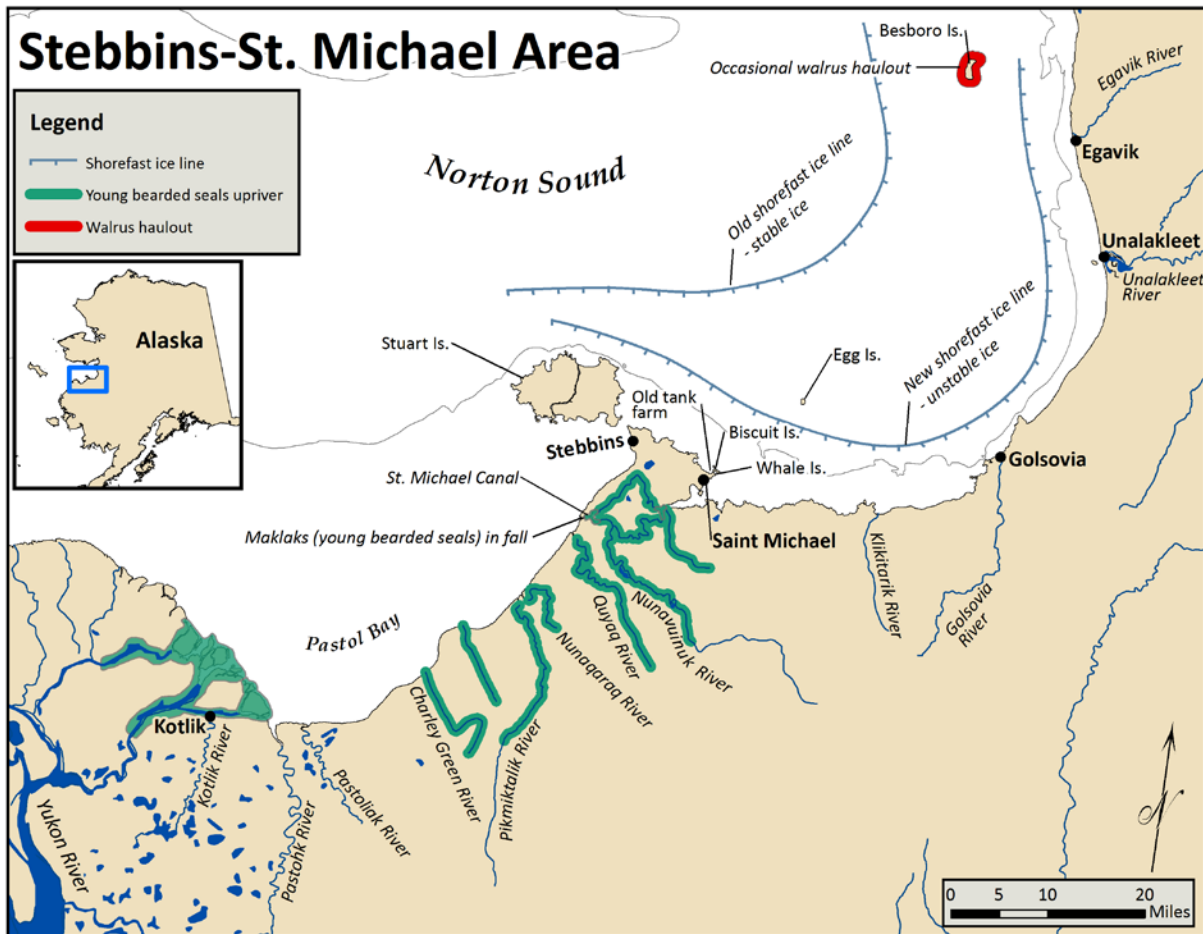 Stebbins-St. Michael Area
Legend
Shorefast ice line
Young bearded seals upriver
Walrus haulout
Alaska
Besboro Is.
Occasional walrus haulout
Egavik River
Egavik
Norton Sound
Old shorefast ice line
- stable ice
Unalakleet
Unalakleet
River
Stuart Is.
Egg Is.
New shorefast ice line
- unstable ice
Old tank
farm
Biscuit Is.
Stebbins
Whale Is.
Golsovia
St. Michael Canal
Maklaks (young bearded seals) in fall
Saint Michael
Klikitarik River
Golsovia
River
Pastol Bay
Nunavuinuk River
Quyaq River
Nunaqaraq River
Charley Green River
Pikmiktalik River
Kotlik
Kotlik River
Pastoliak River
Pastohk River
Yukon River
N
0 5 10 20
Miles